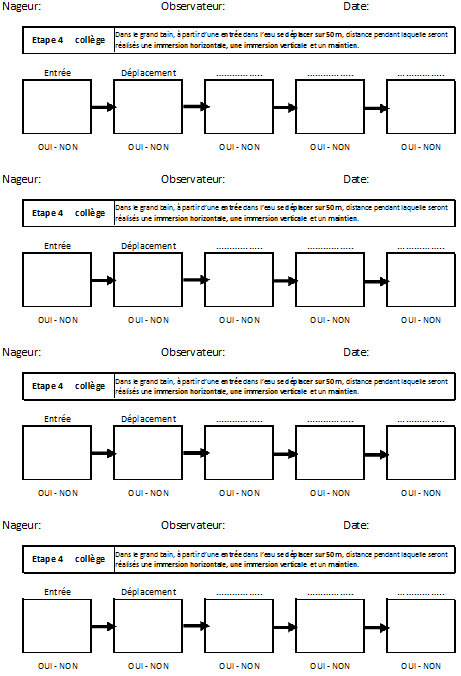 Nageur: Observateur: Date:
Etape 4 collège Dans le grand bain, à partir d'une entrée dans l'eau se déplacer sur 50m, distance pendant laquelle seront
réalisés une immersion horizontale, une immersion verticale et un maintien.
Entrée Déplacement ................. ................. .................
OUI - NON OUI - NON OUI - NON OUI - NON OUI - NON
Nageur: Observateur: Date:
Etape 4 collège Dans le grand bain, à partir d'une entrée dans l'eau se déplacer sur 50m, distance pendant laquelle seront
réalisés une immersion horizontale, une immersion verticale et un maintien.
Entrée Déplacement ................. ................. .................
OUI - NON OUI - NON OUI - NON OUI - NON OUI - NON
Nageur: Observateur: Date:
Etape 4 collège Dans le grand bain, à partir d'une entrée dans l'eau se déplacer sur 50m, distance pendant laquelle seront
réalisés une immersion horizontale, une immersion verticale et un maintien.
Entrée Déplacement ................. ................. .................
OUI - NON OUI - NON OUI - NON OUI - NON OUI - NON
Nageur: Observateur: Date:
Etape 4 collège Dans le grand bain, à partir d'une entrée dans l'eau se déplacer sur 50m, distance pendant laquelle seront
réalisés une immersion horizontale, une immersion verticale et un maintien.
Entrée Déplacement ................. ................. .................
OUI - NON OUI - NON OUI - NON OUI - NON OUI - NON